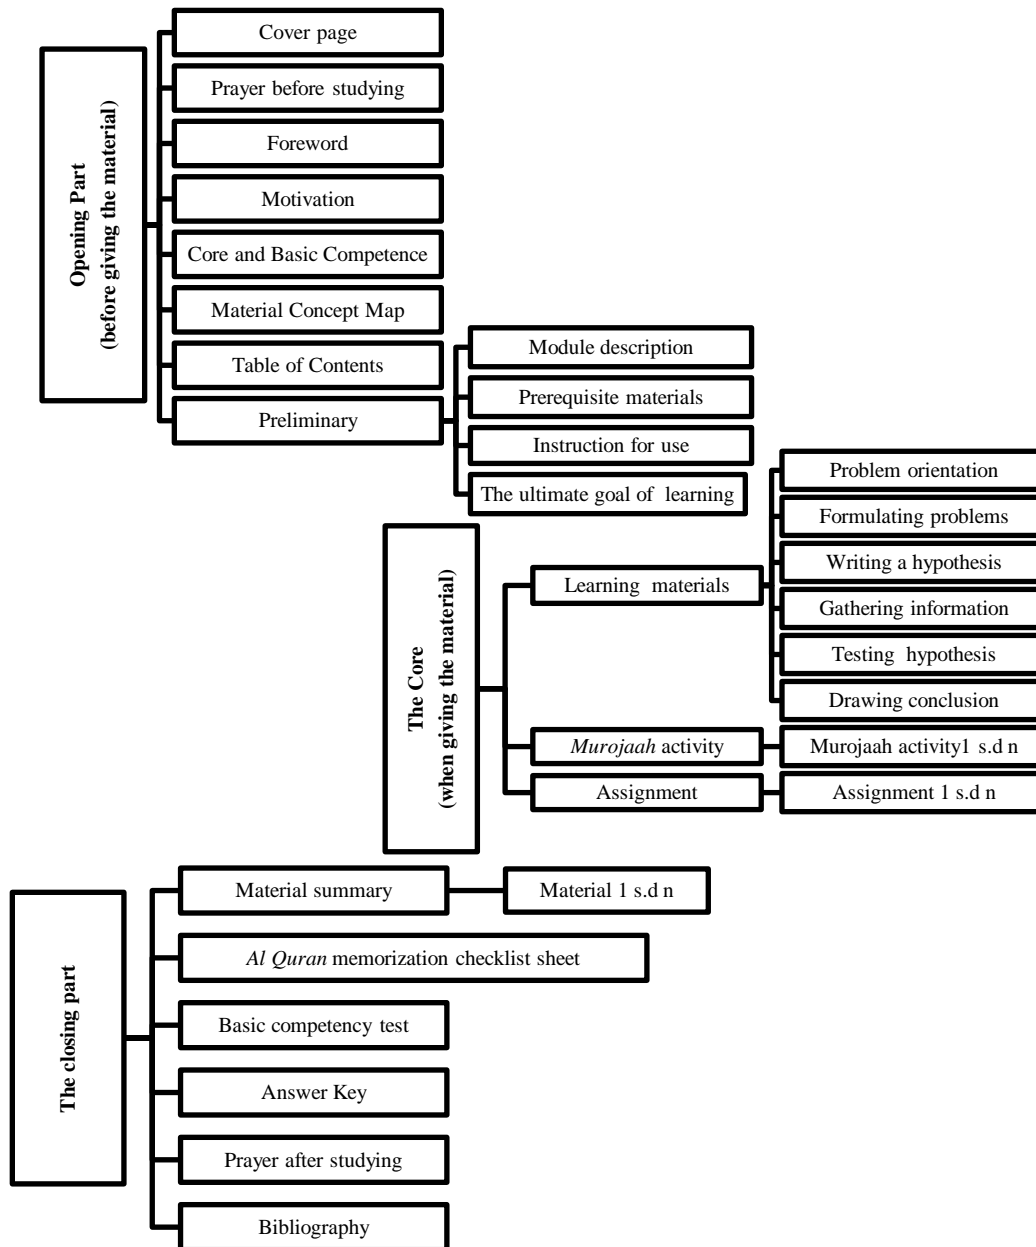 Opening Part
(before giving the material)
Cover page
Prayer before studying
Foreword
Motivation
Core and Basic Competence
Material Concept Map
Table of Contents
Preliminary
Module description
Prerequisite materials
Instruction for use
The ultimate goal of learning
The Core
(when giving the material)
Learning materials
Problem orientation
Formulating problems
Writing a hypothesis
Gathering information
Testing hypothesis
Drawing conclusion
Murojaah activity
Murojaah activity1 s.d n
Assignment
Assignment 1 s.d n
The closing part
Material summary
Material 1 s.d n
Al Quran memorization checklist sheet
Basic competency test
Answer Key
Prayer after studying
Bibliography